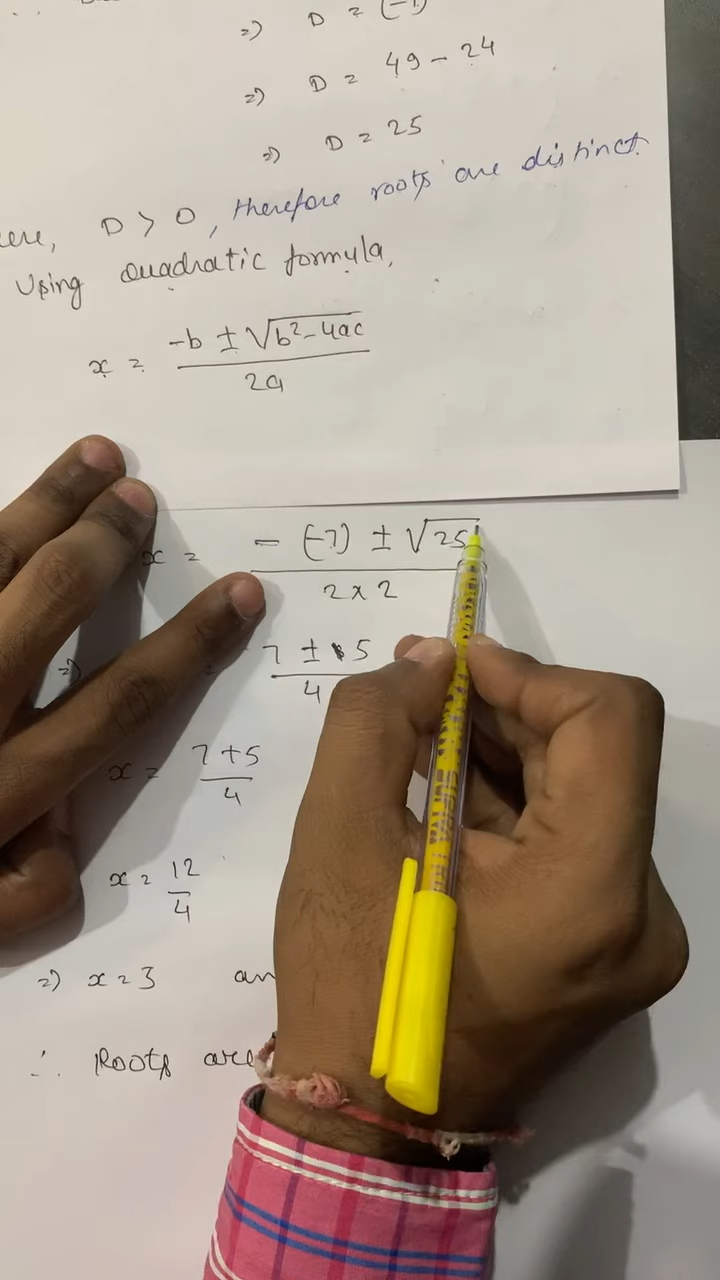 =) D = (-7)
=) D = 49 - 24
=) D = 25
D > 0, therefore roots are distinct.
Using quadratic formula,
x = -b ± √b²-4ac / 2a
x = - (-7) ± √25 / 2 x 2
=) = 7 ± 5 / 4
x = 7+5 / 4
x = 12 / 4
=) x = 3 an
∴ Roots are